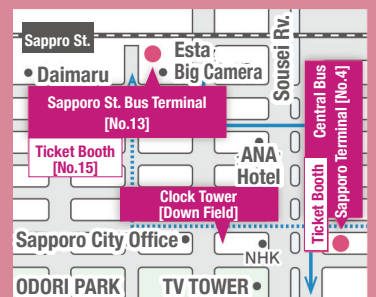 Sappro St.
Esta
Daimaru
Big Camera
Sousei Rv.
Sapporo St. Bus Terminal
[No.13]
Ticket Booth
[No.15]
ANA
Hotel
Central Bus
Sapporo Terminal [No.4]
Ticket Booth
Clock Tower
[Down Field]
Sapporo City Office
NHK
ODORI PARK
TV TOWER